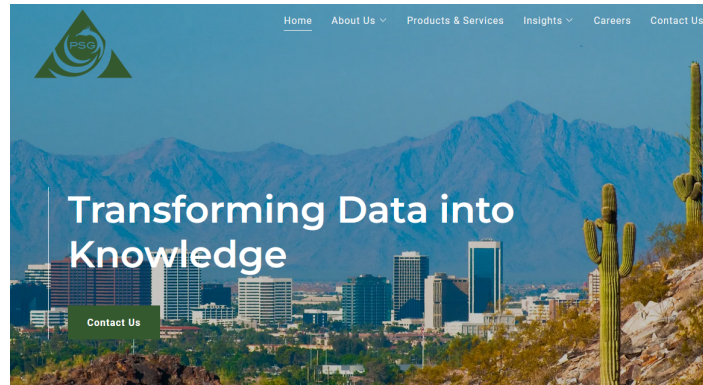 PSG
Home About Us Products & Services Insights Careers Contact Us
Transforming Data into
Knowledge
Contact Us